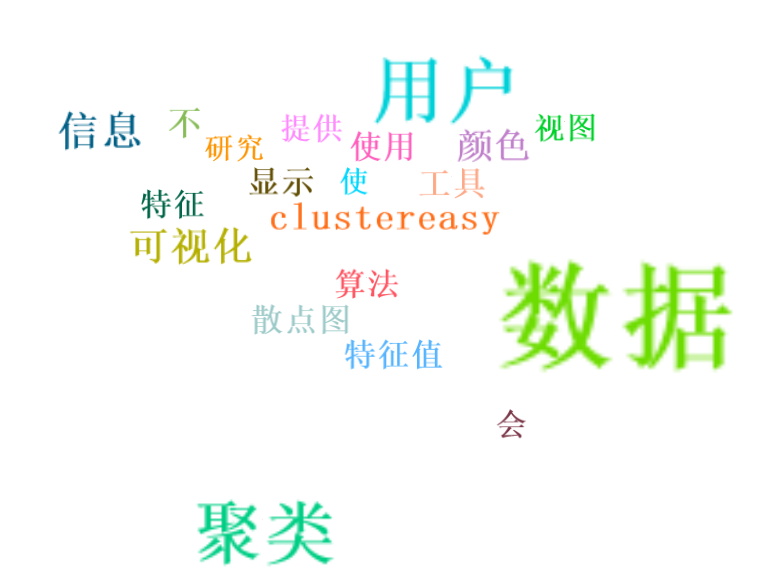 用户
信息
不
提供
视图
研究
使用
颜色
显示
使
工具
特征
clustereasy
可视化
算法
数据
散点图
特征值
会
聚类